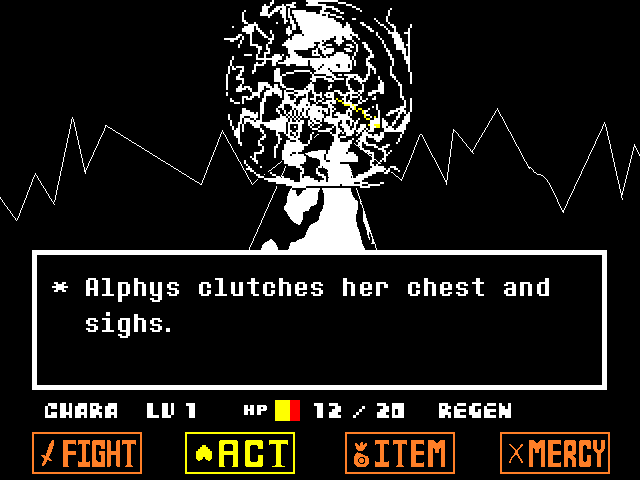 * Alphys clutches her chest and
sighs.
CHARA LV 1 HP 12 / 20 REGEN
FIGHT ACT ITEM MERCY